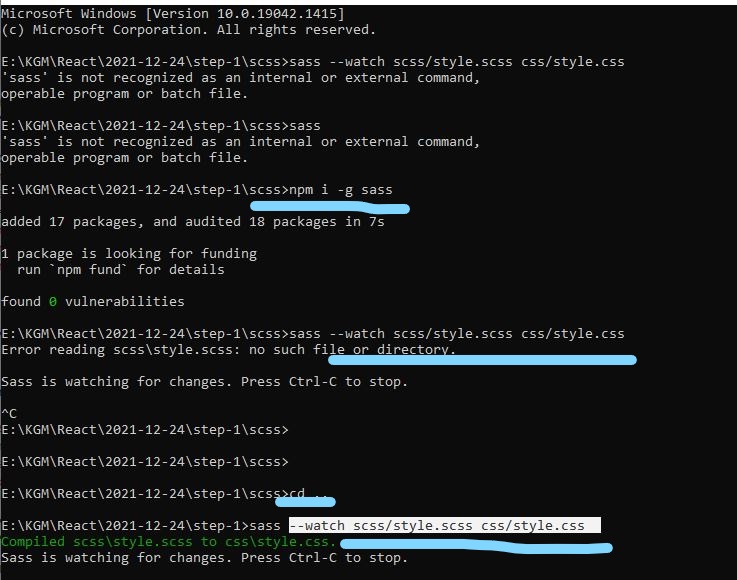 Microsoft Windows [Version 10.0.19042.1415]
(c) Microsoft Corporation. All rights reserved.
E:\KGM\React\2021-12-24\step-1\scss>sass --watch scss/style.scss css/style.css
'sass' is not recognized as an internal or external command,
operable program or batch file.
E:\KGM\React\2021-12-24\step-1\scss>sass
'sass' is not recognized as an internal or external command,
operable program or batch file.
E:\KGM\React\2021-12-24\step-1\scss>npm i -g sass
added 17 packages, and audited 18 packages in 7s
1 package is looking for funding
  run `npm fund` for details
found 0 vulnerabilities
E:\KGM\React\2021-12-24\step-1\scss>sass --watch scss/style.scss css/style.css
Error reading scss\style.scss: no such file or directory.
Sass is watching for changes. Press Ctrl-C to stop.
^C
E:\KGM\React\2021-12-24\step-1\scss>
E:\KGM\React\2021-12-24\step-1\scss>
E:\KGM\React\2021-12-24\step-1\scss>cd ..
E:\KGM\React\2021-12-24\step-1>sass --watch scss/style.scss css/style.css
Compiled scss\style.scss to css\style.css.
Sass is watching for changes. Press Ctrl-C to stop.